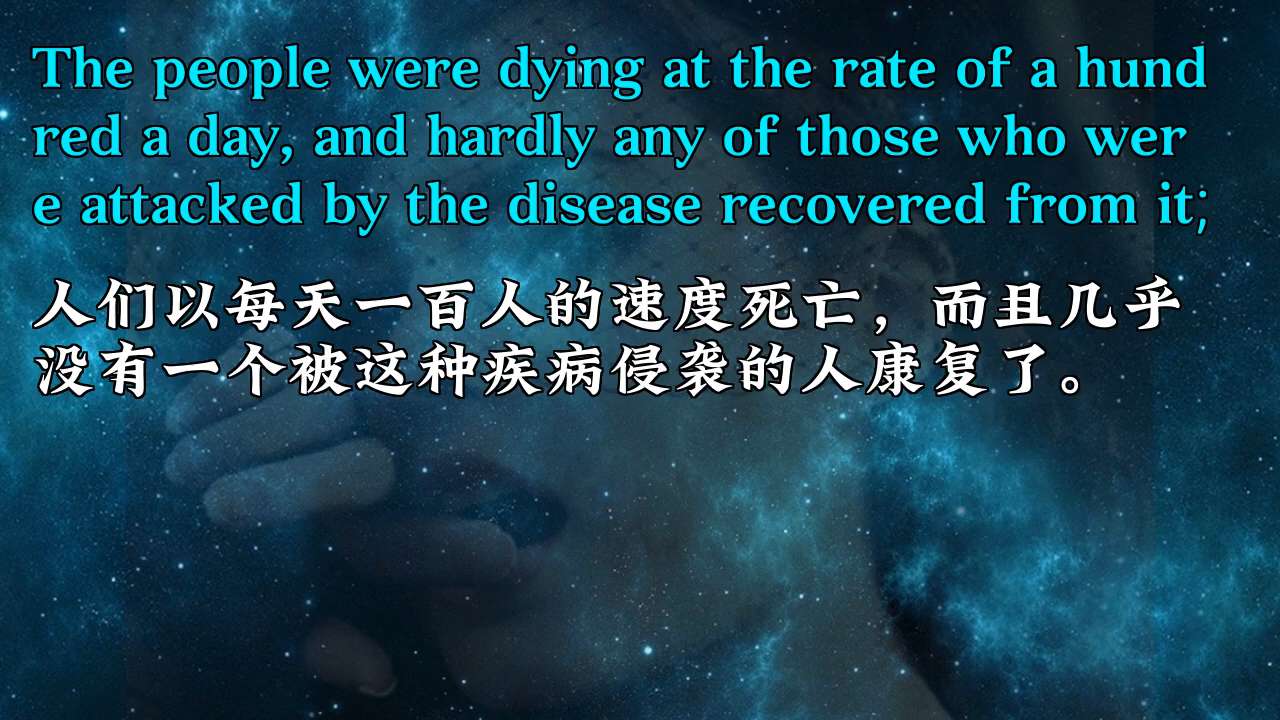 The people were dying at the rate of a hund
red a day, and hardly any of those who wer
e attacked by the disease recovered from it;
人们以每天一百人的速度死亡，而且几乎
没有一个被这种疾病侵袭的人康复了。